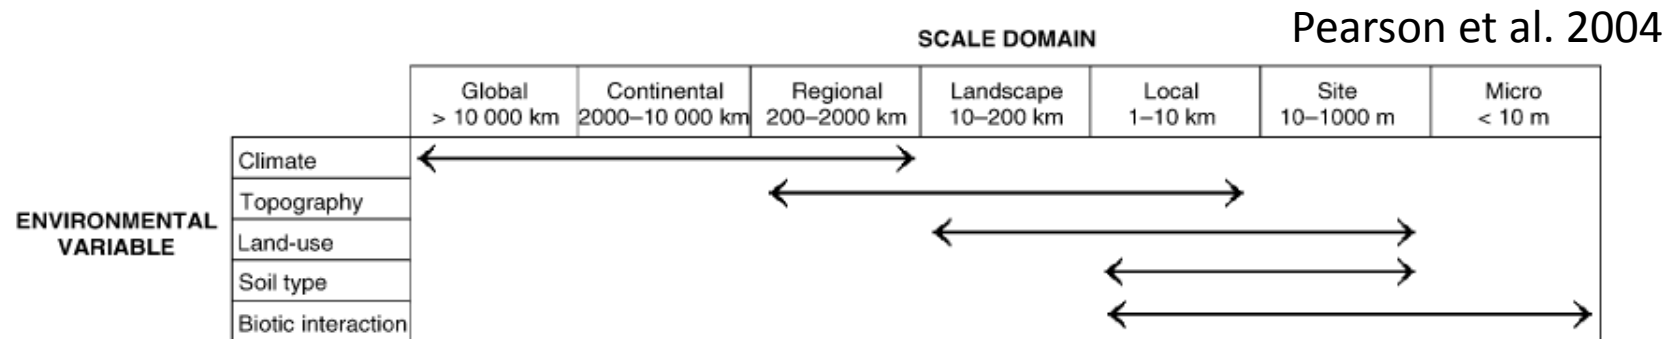 Pearson et al. 2004
SCALE DOMAIN
Global
> 10 000 km
Continental
2000–10 000 km
Regional
200–2000 km
Landscape
10–200 km
Local
1–10 km
Site
10–1000 m
Micro
< 10 m
ENVIRONMENTAL
VARIABLE
Climate
Topography
Land-use
Soil type
Biotic interaction